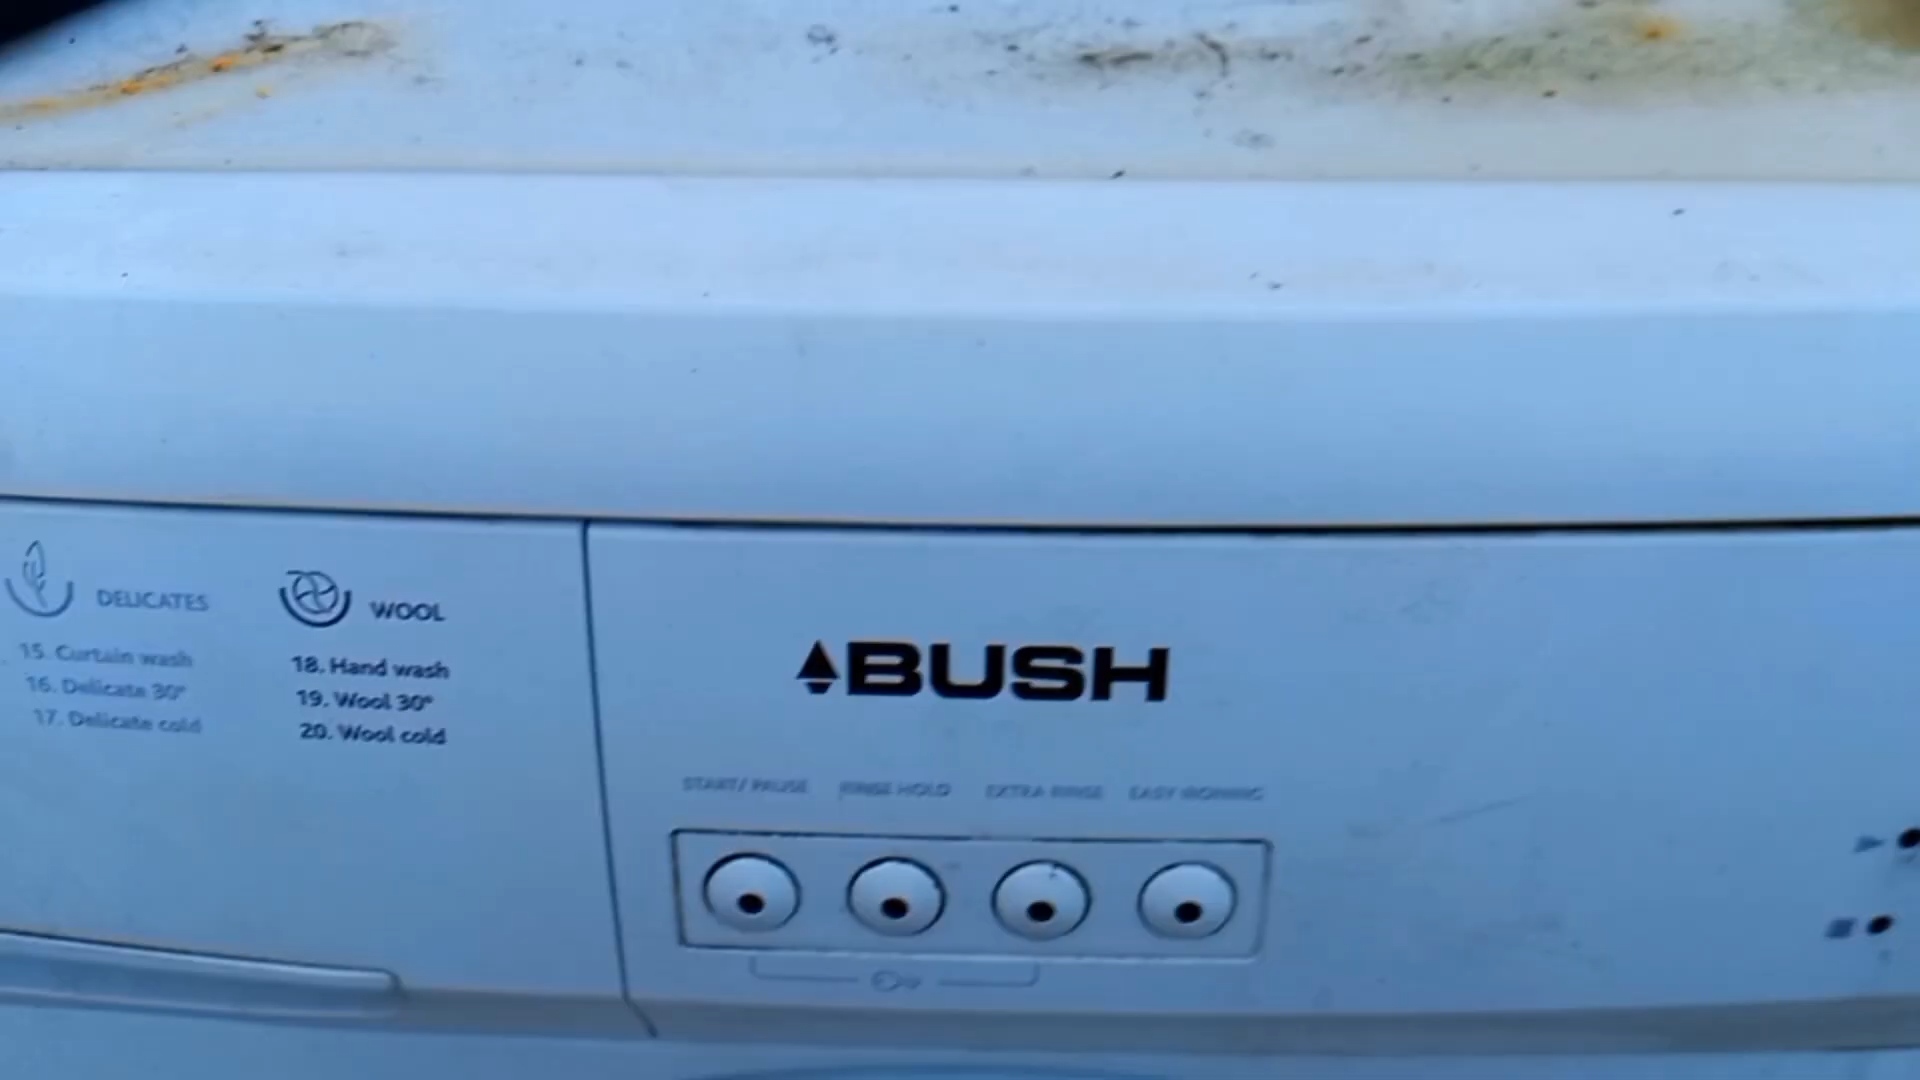 DELICATES
15. Curtain wash
16. Delicate 30°
17. Delicate cold
WOOL
18. Hand wash
19. Wool 30°
20. Wool cold
BUSH
START/ PAUSE
RINSE HOLD
EXTRA RINSE
EASY IRONING